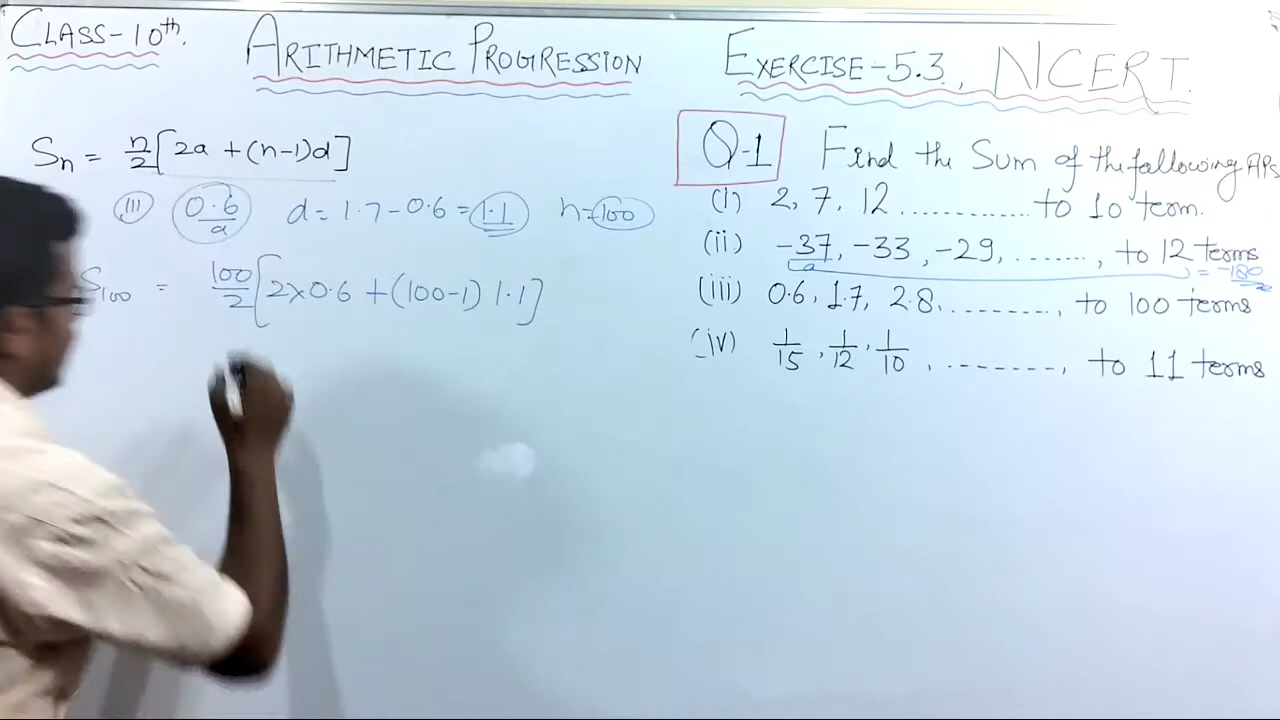 CLASS-10th.
ARITHMETIC PROGRESSION
EXERCISE-5.3, NCERT.
Sn = n/2[2a+(n-1)d]
(iii) 0.6 d=1.7-0.6=1.1 n=100
a
S100 = 100/2[2×0.6+(100-1)1.1]
Q-1 Find the Sum of the following APs
(i) 2, 7, 12.............to 10 term.
(ii) -37, -33, -29, ........, to 12 terms
a = -180
(iii) 0.6, 1.7, 2.8, ........., to 100 terms
(iv) 1/15, 1/12, 1/10, ........, to 11 terms